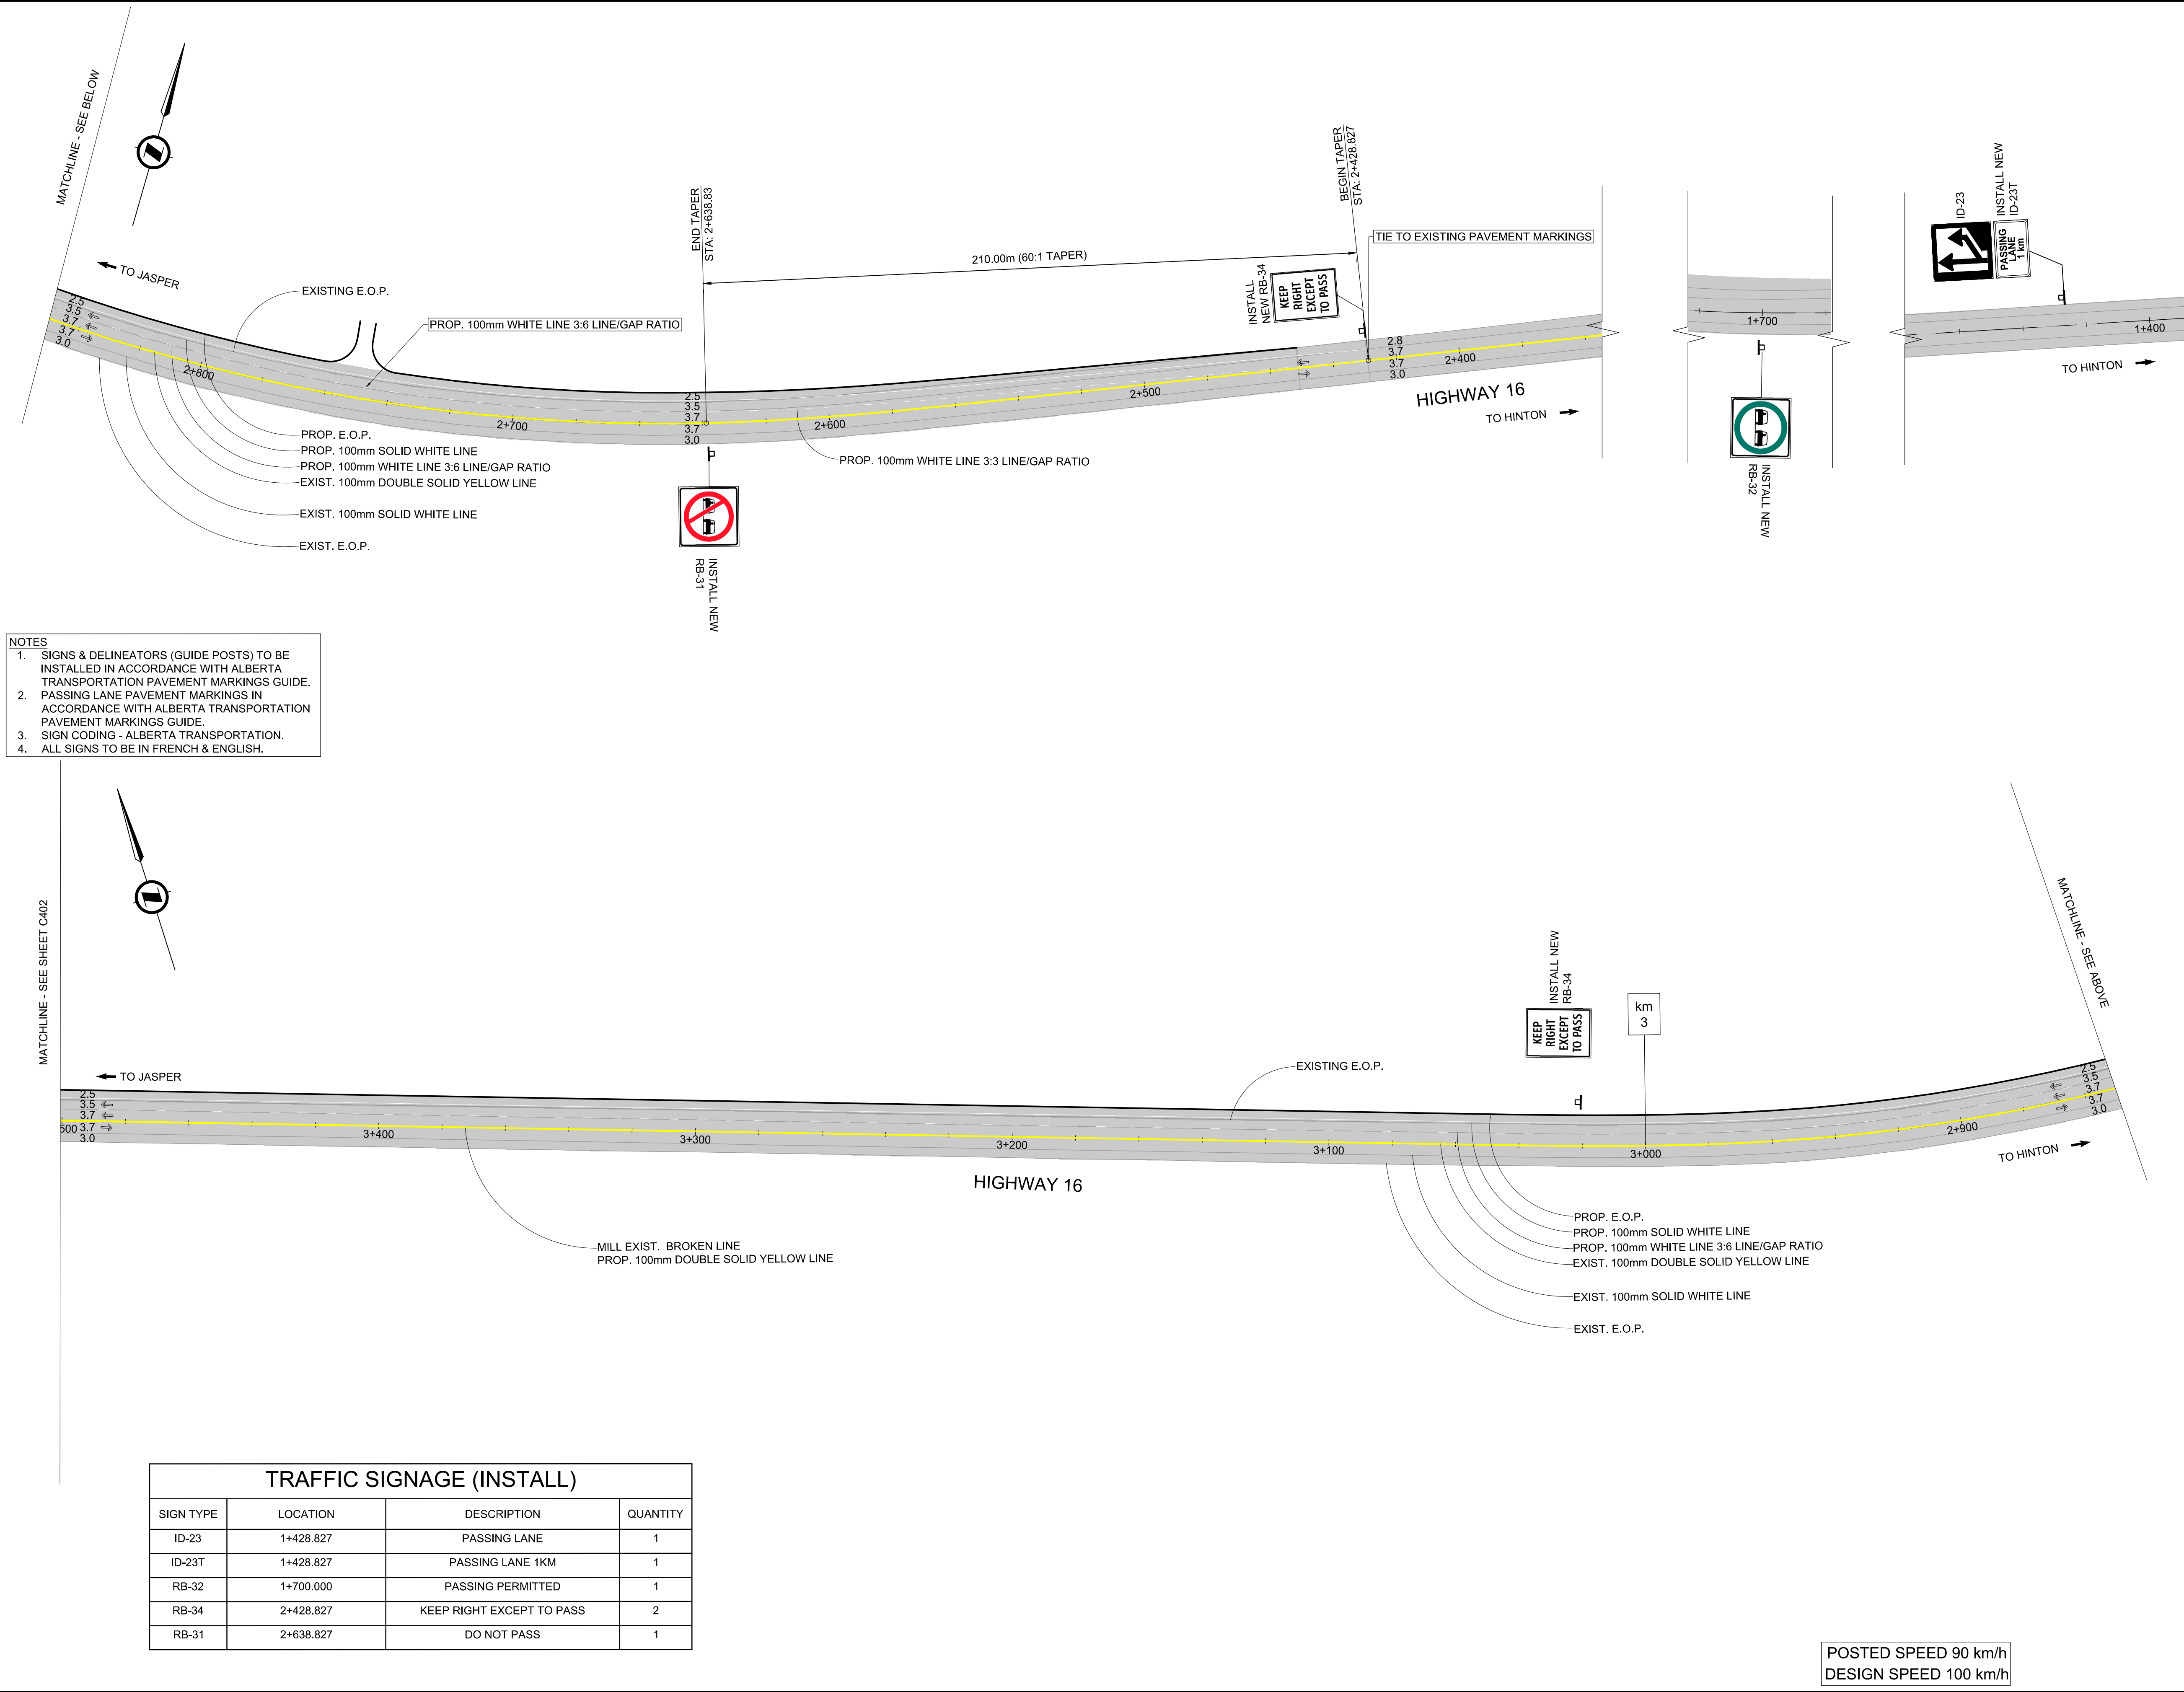 MATCHLINE - SEE BELOW
TO JASPER
EXISTING E.O.P.
PROP. 100mm WHITE LINE 3:6 LINE/GAP RATIO
END TAPER
STA: 2+638.83
210.00m (60:1 TAPER)
BEGIN TAPER
STA: 2+428.827
TIE TO EXISTING PAVEMENT MARKINGS
INSTALL
NEW RB-34
KEEP
RIGHT
EXCEPT
TO PASS
ID-23
INSTALL NEW
ID-23T
PASSING
LANE
1 km
2.5
3.5
3.7
3.7
3.0
2+800
2+700
2.5
3.5
3.7
3.7
3.0
2+600
2+500
2.8
3.7
3.7
3.0
2+400
HIGHWAY 16
TO HINTON
1+700
1+400
TO HINTON
PROP. E.O.P.
PROP. 100mm SOLID WHITE LINE
PROP. 100mm WHITE LINE 3:6 LINE/GAP RATIO
EXIST. 100mm DOUBLE SOLID YELLOW LINE
EXIST. 100mm SOLID WHITE LINE
EXIST. E.O.P.
PROP. 100mm WHITE LINE 3:3 LINE/GAP RATIO
INSTALL NEW
RB-31
INSTALL NEW
RB-32
NOTES
1. SIGNS & DELINEATORS (GUIDE POSTS) TO BE
INSTALLED IN ACCORDANCE WITH ALBERTA
TRANSPORTATION PAVEMENT MARKINGS GUIDE.
2. PASSING LANE PAVEMENT MARKINGS IN
ACCORDANCE WITH ALBERTA TRANSPORTATION
PAVEMENT MARKINGS GUIDE.
3. SIGN CODING - ALBERTA TRANSPORTATION.
4. ALL SIGNS TO BE IN FRENCH & ENGLISH.
MATCHLINE - SEE SHEET C402
MATCHLINE - SEE ABOVE
INSTALL NEW
RB-34
KEEP
RIGHT
EXCEPT
TO PASS
km
3
TO JASPER
EXISTING E.O.P.
2.5
3.5
3.7
3.7
3.0
500
3+400
3+300
3+200
3+100
3+000
2+900
2.5
3.5
3.7
3.7
3.0
TO HINTON
HIGHWAY 16
MILL EXIST. BROKEN LINE
PROP. 100mm DOUBLE SOLID YELLOW LINE
PROP. E.O.P.
PROP. 100mm SOLID WHITE LINE
PROP. 100mm WHITE LINE 3:6 LINE/GAP RATIO
EXIST. 100mm DOUBLE SOLID YELLOW LINE
EXIST. 100mm SOLID WHITE LINE
EXIST. E.O.P.
TRAFFIC SIGNAGE (INSTALL)
SIGN TYPE LOCATION DESCRIPTION QUANTITY
ID-23 1+428.827 PASSING LANE 1
ID-23T 1+428.827 PASSING LANE 1KM 1
RB-32 1+700.000 PASSING PERMITTED 1
RB-34 2+428.827 KEEP RIGHT EXCEPT TO PASS 2
RB-31 2+638.827 DO NOT PASS 1
POSTED SPEED 90 km/h
DESIGN SPEED 100 km/h